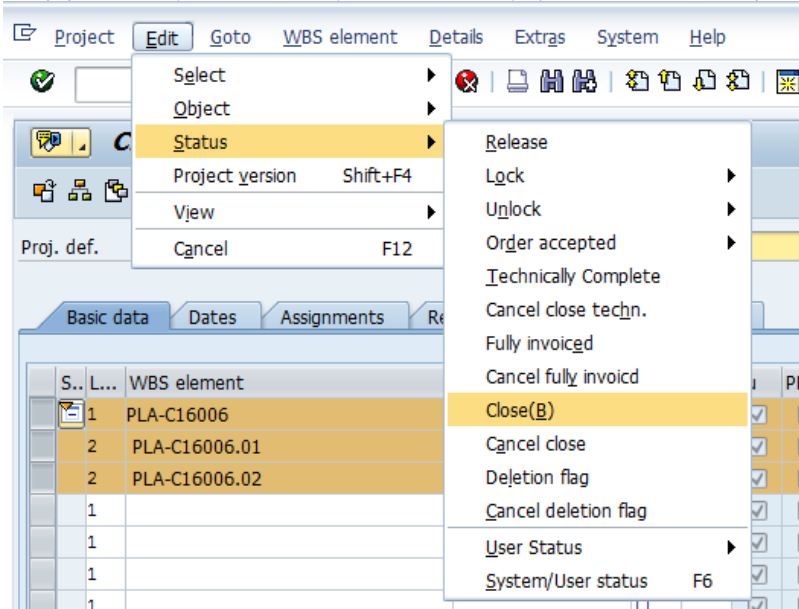 Project Edit Goto WBS element Details Extras System Help
Select
Object
Status
Project version Shift+F4
View
Cancel F12
Release
Lock
Unlock
Order accepted
Technically Complete
Cancel close techn.
Fully invoiced
Cancel fully invoicd
Close(B)
Cancel close
Deletion flag
Cancel deletion flag
User Status
System/User status F6
C
Proj. def.
Basic data Dates Assignments Re
S.. L... WBS element
1 PLA-C16006
2 PLA-C16006.01
2 PLA-C16006.02
1
1
1
1